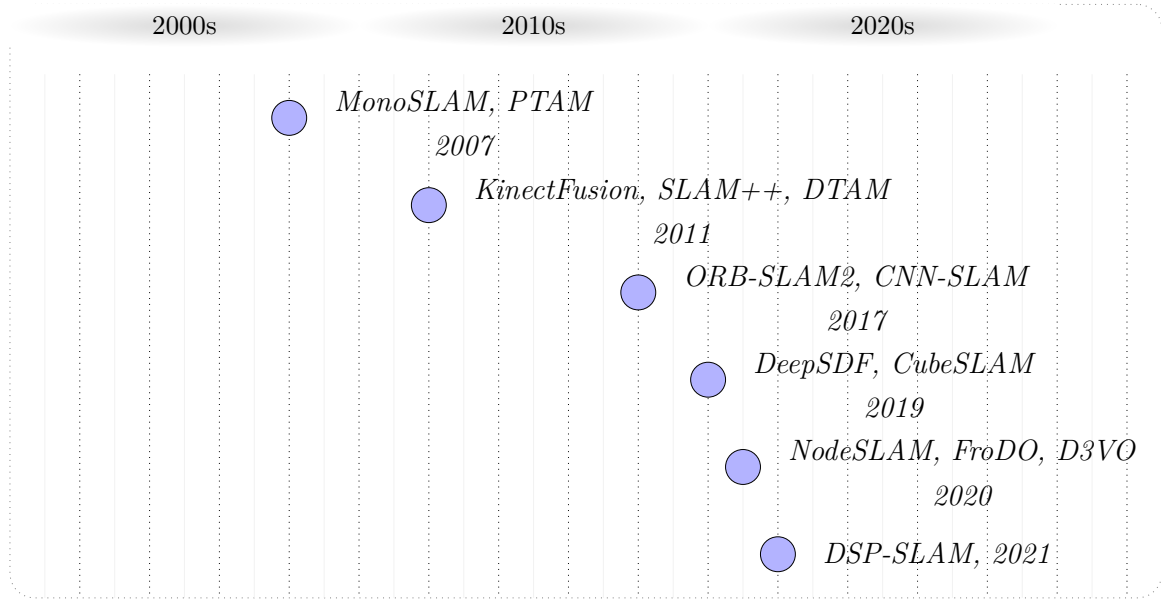 2000s 2010s 2020s
MonoSLAM, PTAM
2007
KinectFusion, SLAM++, DTAM
2011
ORB-SLAM2, CNN-SLAM
2017
DeepSDF, CubeSLAM
2019
NodeSLAM, FroDO, D3VO
2020
DSP-SLAM, 2021